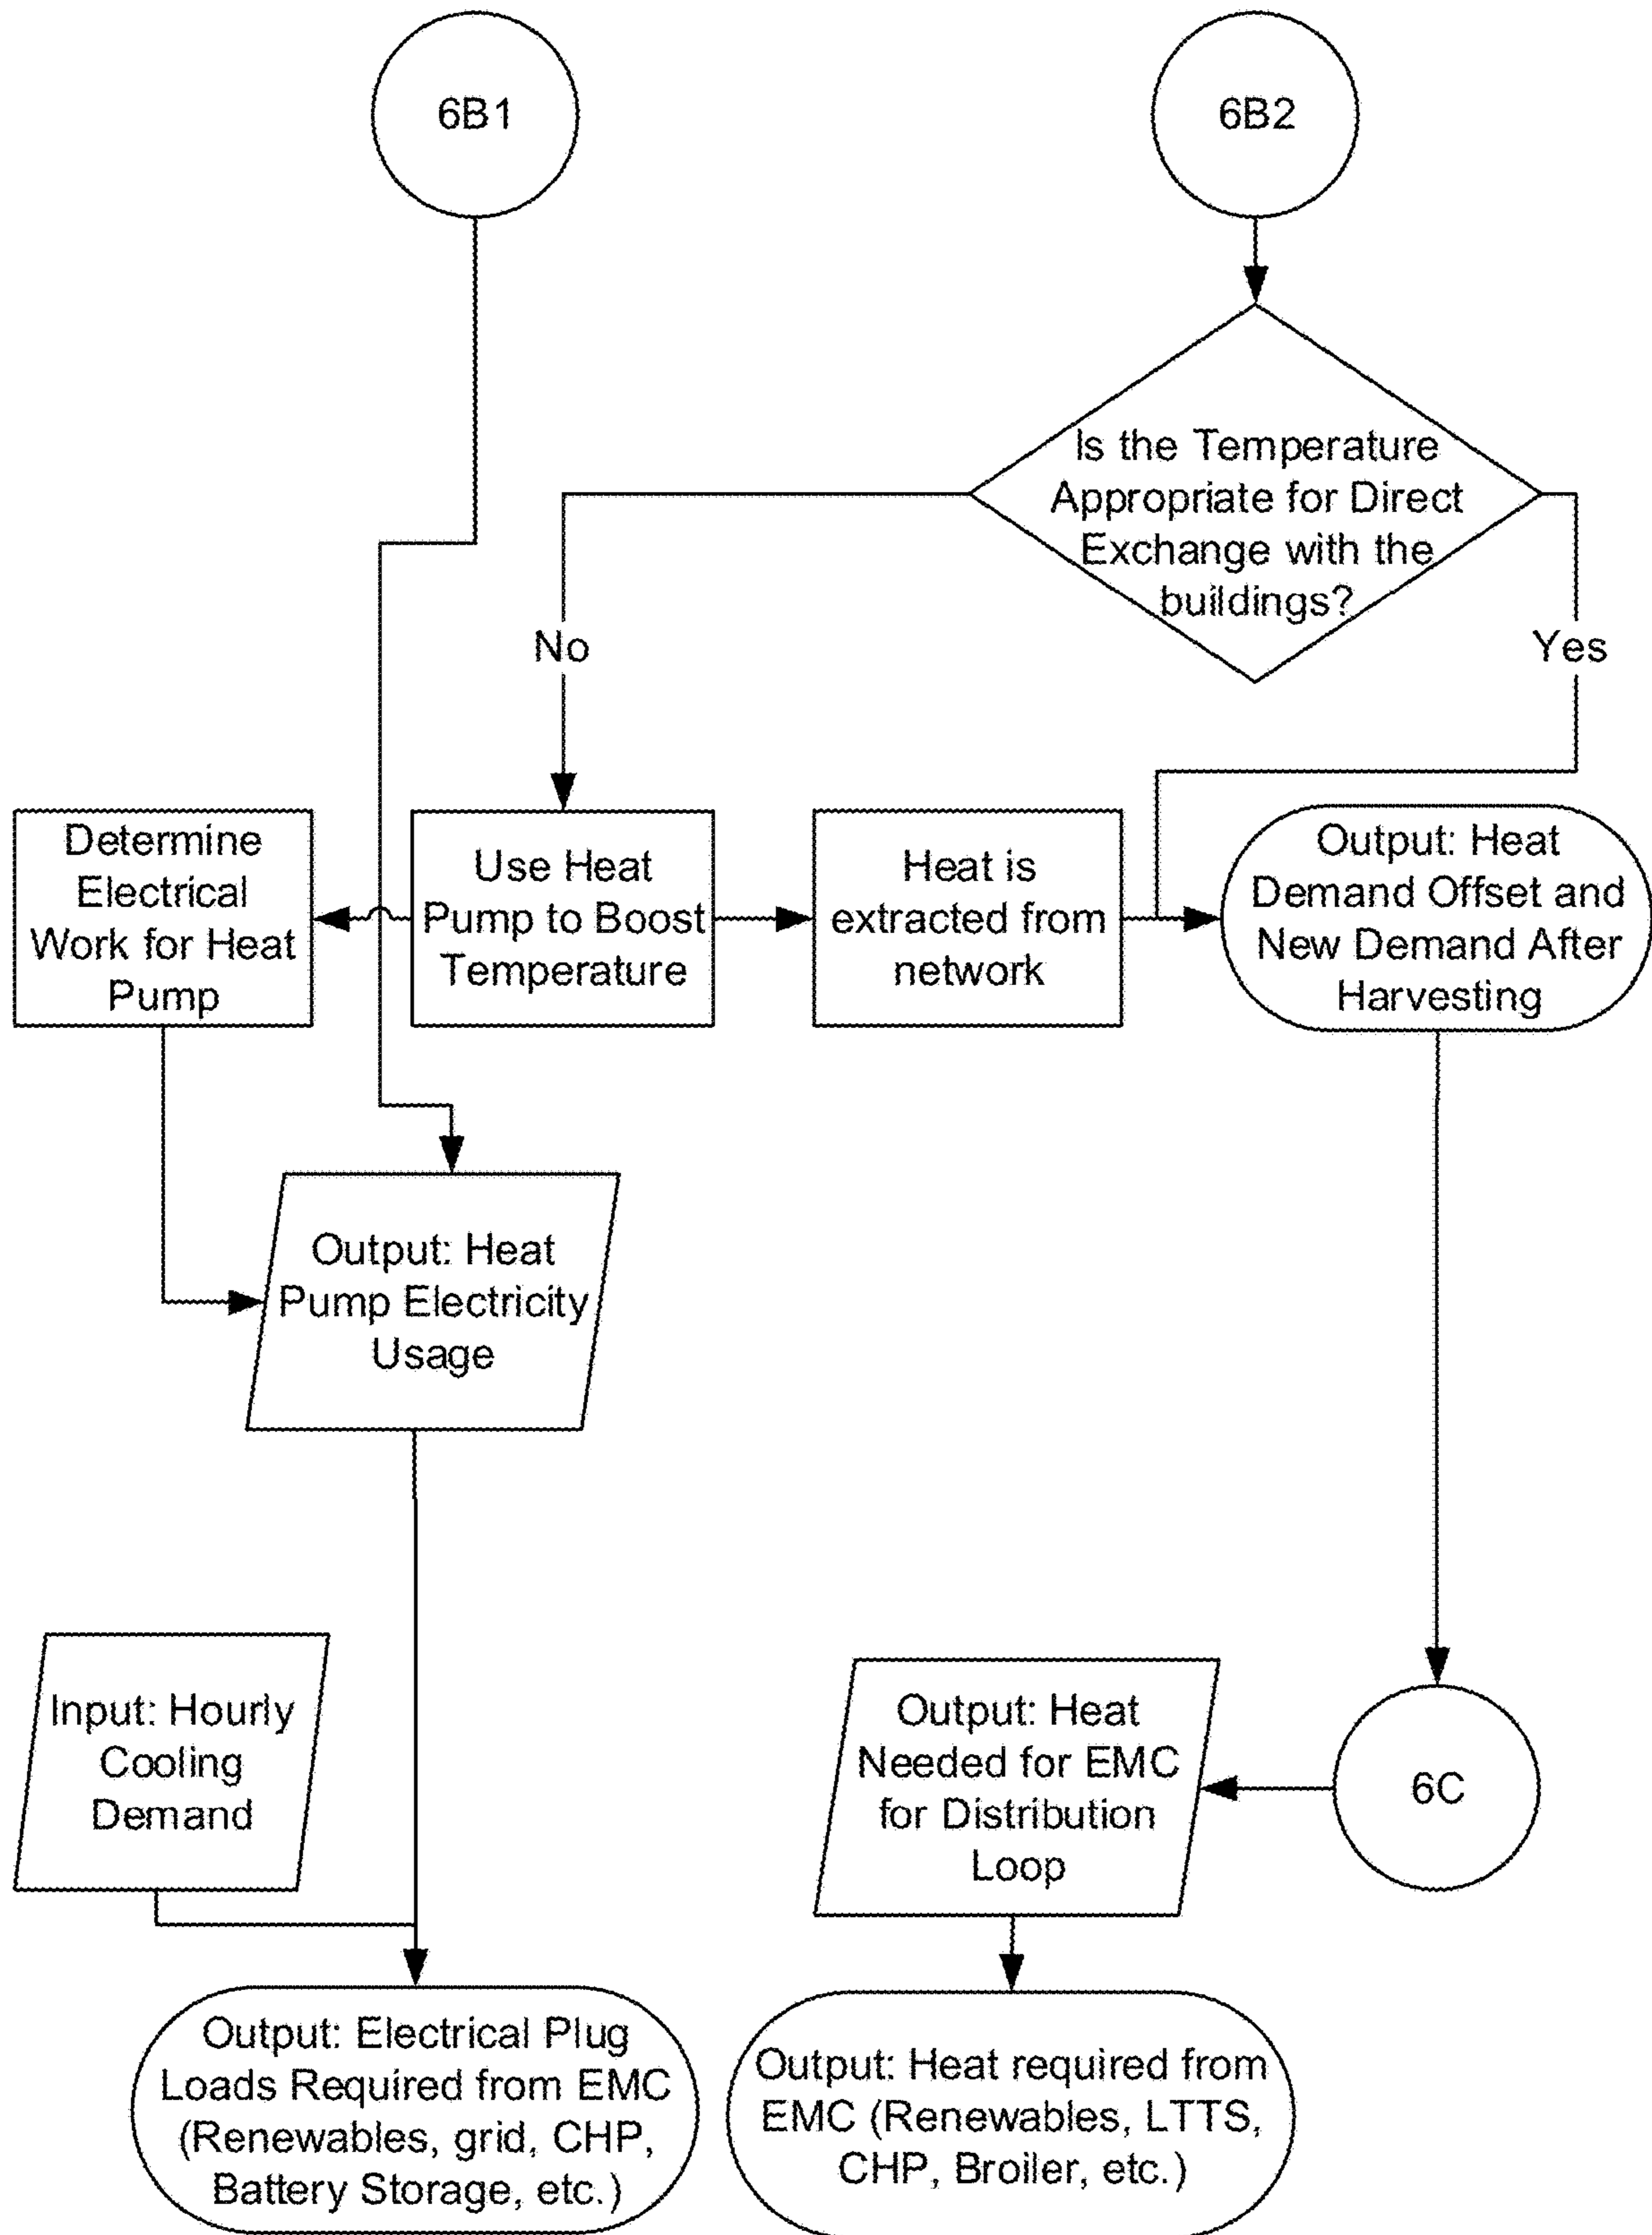 6B1
6B2
Is the Temperature
Appropriate for Direct
Exchange with the
buildings?
No
Yes
Determine
Electrical
Work for Heat
Pump
Use Heat
Pump to Boost
Temperature
Heat is
extracted from
network
Output: Heat
Demand Offset and
New Demand After
Harvesting
Output: Heat
Pump Electricity
Usage
Input: Hourly
Cooling
Demand
Output: Heat
Needed for EMC
for Distribution
Loop
6C
Output: Electrical Plug
Loads Required from EMC
(Renewables, grid, CHP,
Battery Storage, etc.)
Output: Heat required from
EMC (Renewables, LTTS,
CHP, Broiler, etc.)